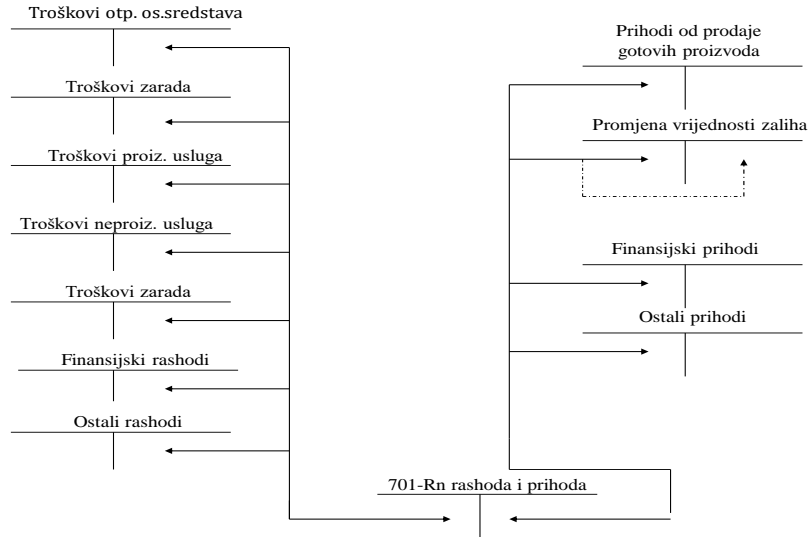 Troškovi otp. os.sredstava
Troškovi zarada
Troškovi proiz. usluga
Troškovi neproiz. usluga
Troškovi zarada
Finansijski rashodi
Ostali rashodi
Prihodi od prodaje
gotovih proizvoda
Promjena vrijednosti zaliha
Finansijski prihodi
Ostali prihodi
701-Rn rashoda i prihoda